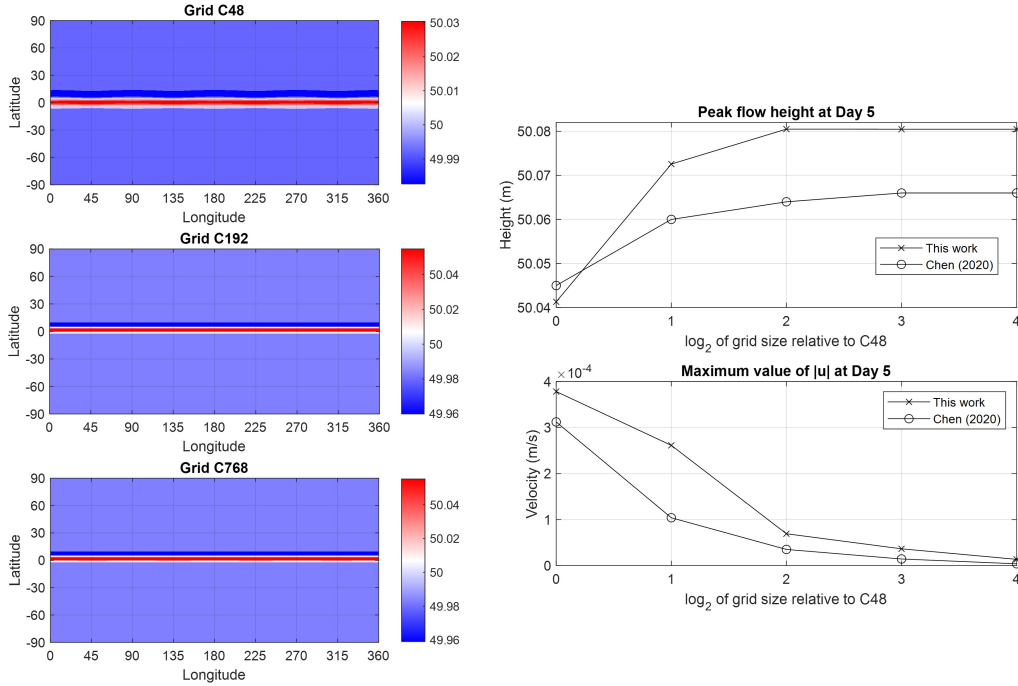 Grid C48
90
60
30
0
-30
-60
-90
Latitude
0 45 90 135 180 225 270 315 360
Longitude
50.03
50.02
50.01
50
49.99
Grid C192
90
60
30
0
-30
-60
-90
Latitude
0 45 90 135 180 225 270 315 360
Longitude
50.04
50.02
50
49.98
49.96
Grid C768
90
60
30
0
-30
-60
-90
Latitude
0 45 90 135 180 225 270 315 360
Longitude
50.04
50.02
50
49.98
49.96
Peak flow height at Day 5
50.08
50.07
50.06
50.05
50.04
Height (m)
This work
Chen (2020)
0 1 2 3 4
log2 of grid size relative to C48
Maximum value of |u| at Day 5
× 10-4
4
3
2
1
0
Velocity (m/s)
This work
Chen (2020)
0 1 2 3 4
log2 of grid size relative to C48